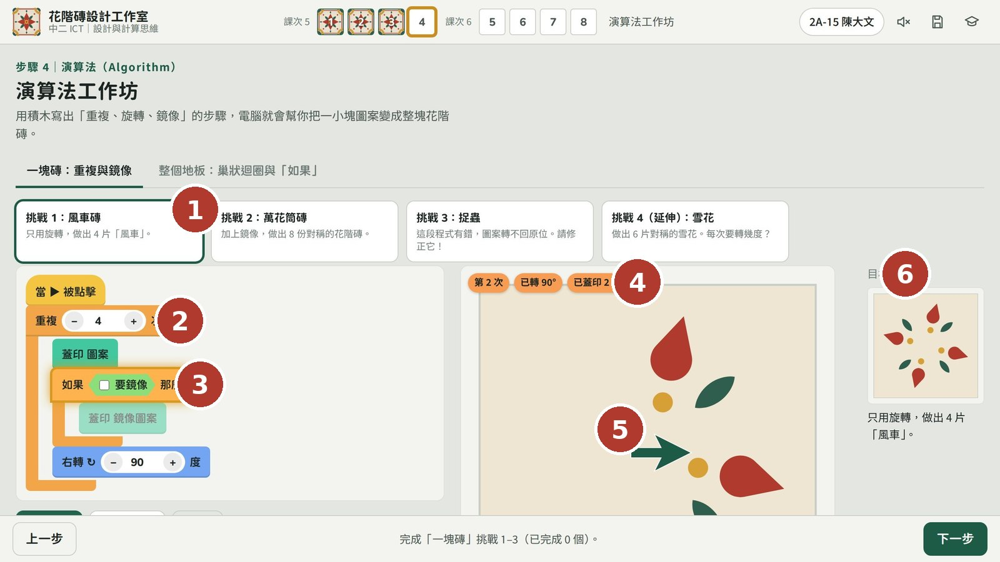 花階磚設計工作室
中二 ICT｜設計與計算思維
課次 5
1
2
3
4
課次 6
5
6
7
8
演算法工作坊
2A-15 陳大文
步驟 4｜演算法（Algorithm）
演算法工作坊
用積木寫出「重複、旋轉、鏡像」的步驟，電腦就會幫你把一小塊圖案變成整塊花階
磚。
一塊磚：重複與鏡像
整個地板：巢狀迴圈與「如果」
1
挑戰 1：風車磚
只用旋轉，做出 4 片「風車」。
挑戰 2：萬花筒磚
加上鏡像，做出 8 份對稱的花階磚。
挑戰 3：捉蟲
這段程式有錯，圖案轉不回原位。請修
正它！
挑戰 4（延伸）：雪花
做出 6 片對稱的雪花。每次要轉幾度？
當 ▶ 被點擊
重複 − 4 +
2
蓋印 圖案
如果 要鏡像 那
3
蓋印 鏡像圖案
右轉 ↻ − 90 + 度
第 2 次
已轉 90°
已蓋印 2
4
5
目
6
只用旋轉，做出 4 片
「風車」。
上一步
完成「一塊磚」挑戰 1–3（已完成 0 個）。
下一步